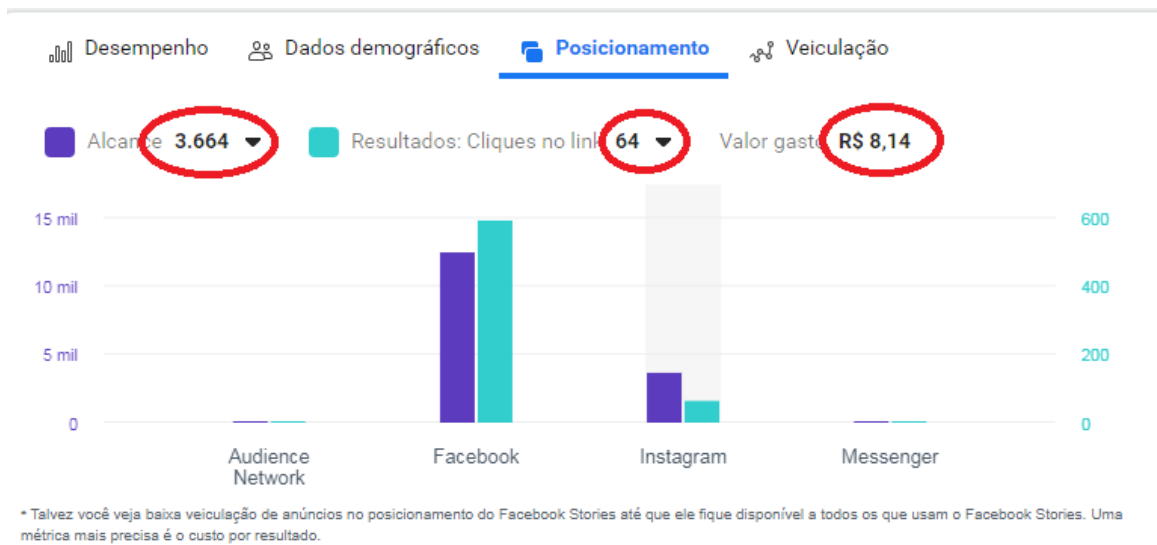 Desempenho Dados demográficos Posicionamento Veiculação
Alcance 3.664 Resultados: Cliques no link 64 Valor gasto R$ 8,14
15 mil 600
10 mil 400
5 mil 200
0 0
Audience Network Facebook Instagram Messenger
* Talvez você veja baixa veiculação de anúncios no posicionamento do Facebook Stories até que ele fique disponível a todos os que usam o Facebook Stories. Uma
métrica mais precisa é o custo por resultado.